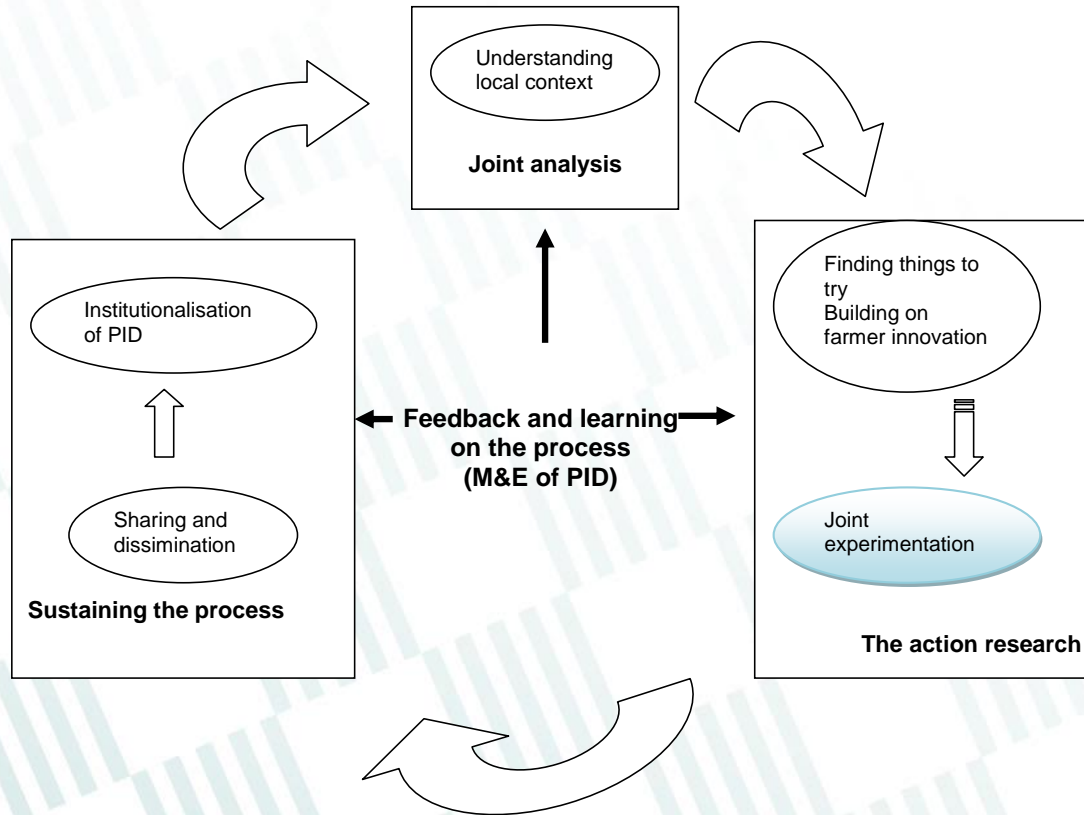 Understanding
local context
Joint analysis
Finding things to
try
Building on
farmer innovation
Joint
experimentation
The action research
Feedback and learning
on the process
(M&E of PID)
Institutionalisation
of PID
Sharing and
dissimination
Sustaining the process